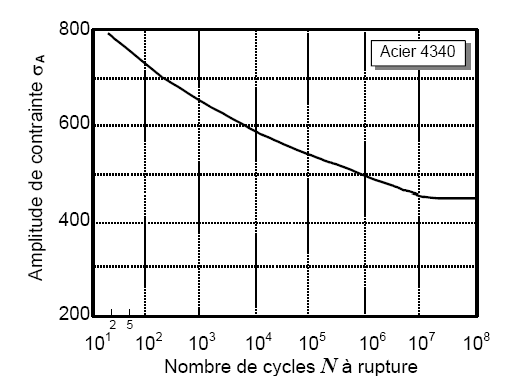 800
Acier 4340
600
400
200
Amplitude de contrainte σA
2 5
10¹ 10² 10³ 10⁴ 10⁵ 10⁶ 10⁷ 10⁸
Nombre de cycles N à rupture